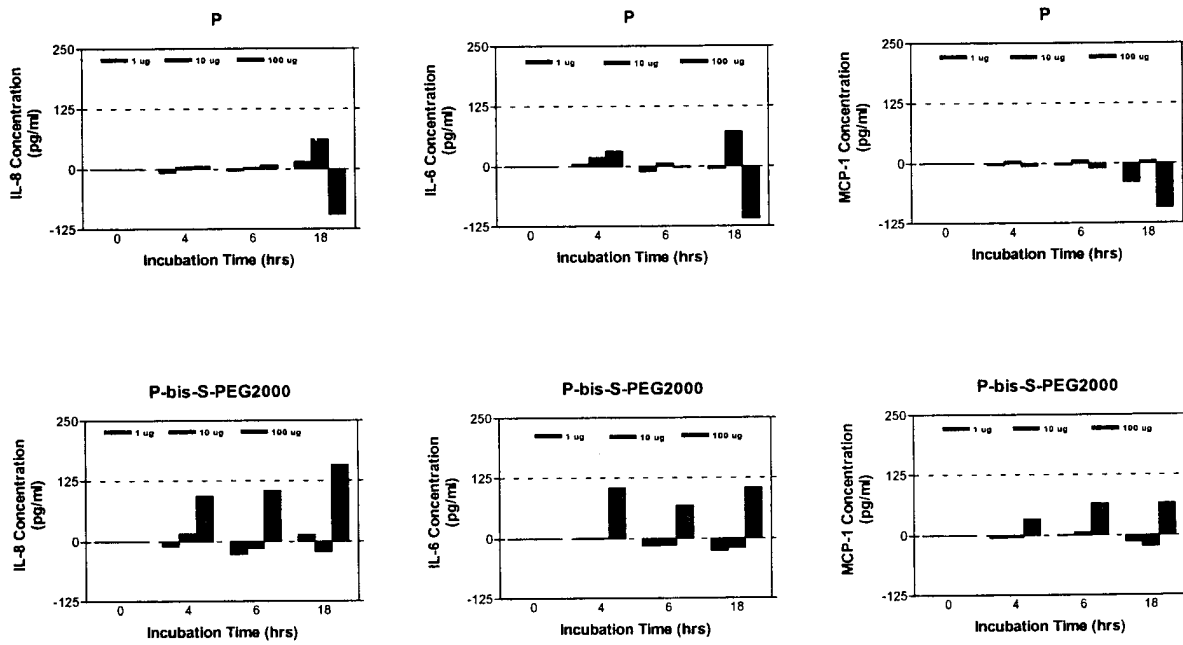 P
250
125
0
-125
1 ug 10 ug 100 ug
IL-8 Concentration
(pg/ml)
0 4 6 18
Incubation Time (hrs)
P
250
125
0
-125
1 ug 10 ug 100 ug
IL-6 Concentration
(pg/ml)
0 4 6 18
Incubation Time (hrs)
P
250
125
0
-125
1 ug 10 ug 100 ug
MCP-1 Concentration
(pg/ml)
0 4 6 18
Incubation Time (hrs)
P-bis-S-PEG2000
250
125
0
-125
1 ug 10 ug 100 ug
IL-8 Concentration
(pg/ml)
0 4 6 18
Incubation Time (hrs)
P-bis-S-PEG2000
250
125
0
-125
1 ug 10 ug 100 ug
IL-6 Concentration
(pg/ml)
0 4 6 18
Incubation Time (hrs)
P-bis-S-PEG2000
250
125
0
-125
1 ug 10 ug 100 ug
MCP-1 Concentration
(pg/ml)
0 4 6 18
Incubation Time (hrs)